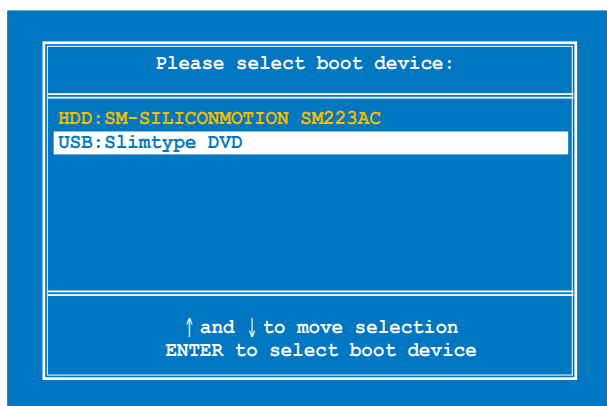 Please select boot device:
HDD:SM-SILICONMOTION SM223AC
USB:Slimtype DVD
↑ and ↓ to move selection
ENTER to select boot device